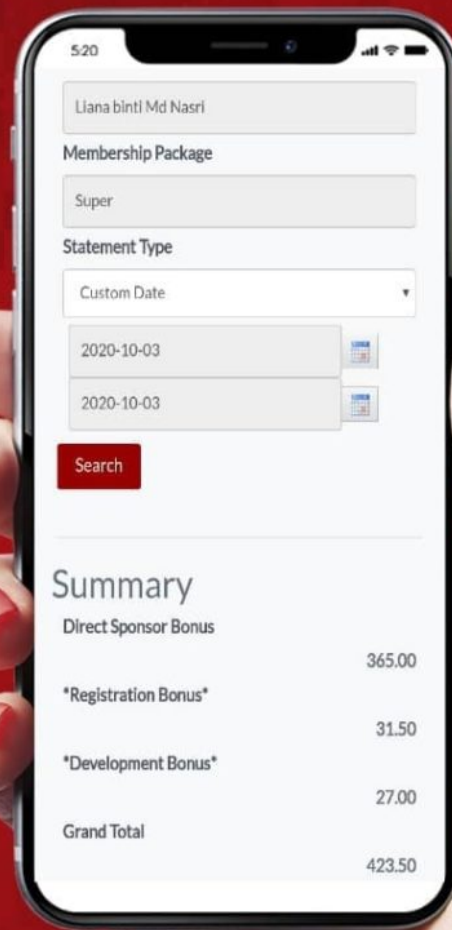 5:20
Liana binti Md Nasri
Membership Package
Super
Statement Type
Custom Date
2020-10-03
2020-10-03
Search
Summary
Direct Sponsor Bonus
365.00
*Registration Bonus*
31.50
*Development Bonus*
27.00
Grand Total
423.50